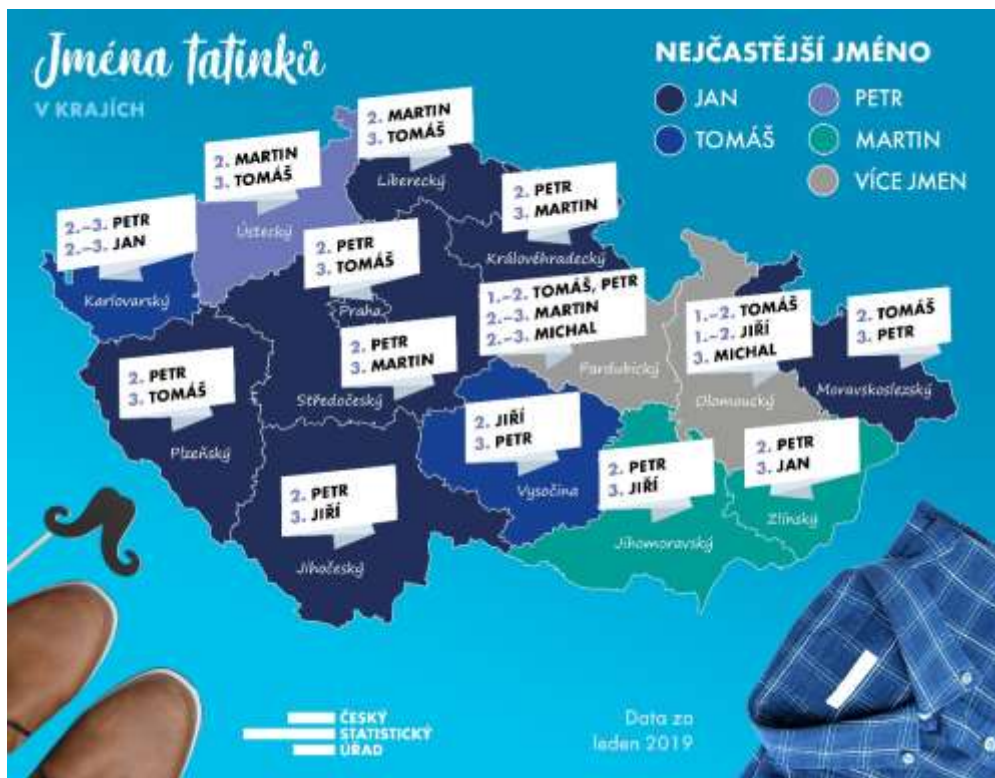 Jména tatínků
V KRAJÍCH
NEJČASTĚJŠÍ JMÉNO
JAN
PETR
TOMÁŠ
MARTIN
VÍCE JMEN
2. MARTIN
3. TOMÁŠ
Liberecký
2. MARTIN
3. TOMÁŠ
Ústecký
2. PETR
3. MARTIN
Králověhradecký
2.–3. PETR
2.–3. JAN
Karlovarský
2. PETR
3. TOMÁŠ
Praha
1.–2. TOMÁŠ, PETR
2.–3. MARTIN
2.–3. MICHAL
Pardubický
1.–2. TOMÁŠ
1.–2. JIŘÍ
3. MICHAL
Olomoucký
2. TOMÁŠ
3. PETR
Moravskoslezský
2. PETR
3. MARTIN
Středočeský
2. PETR
3. TOMÁŠ
Plzeňský
2. JIŘÍ
3. PETR
Vysočina
2. PETR
3. JAN
Zlínský
2. PETR
3. JIŘÍ
Jihomoravský
2. PETR
3. JIŘÍ
Jihočeský
ČESKÝ
STATISTICKÝ
ÚŘAD
Data za
leden 2019